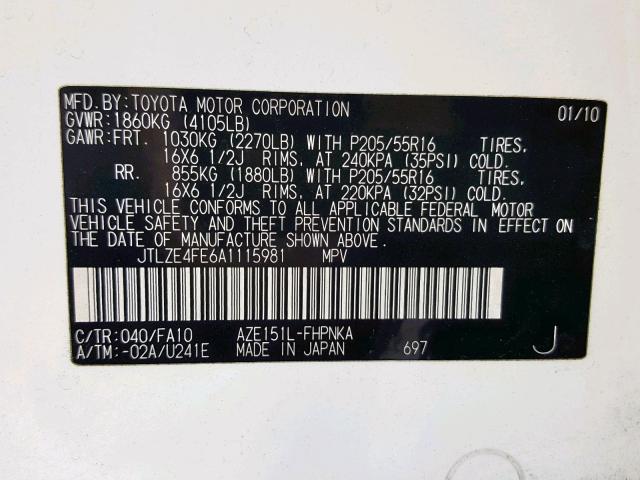 MFD. BY: TOYOTA MOTOR CORPORATION 01/10
GVWR: 1860KG (4105LB)
GAWR: FRT. 1030KG (2270LB) WITH P205/55R16 TIRES,
16X6 1/2J RIMS, AT 240KPA (35PSI) COLD.
RR. 855KG (1880LB) WITH P205/55R16 TIRES,
16X6 1/2J RIMS, AT 220KPA (32PSI) COLD.
THIS VEHICLE CONFORMS TO ALL APPLICABLE FEDERAL MOTOR
VEHICLE SAFETY AND THEFT PREVENTION STANDARDS IN EFFECT ON
THE DATE OF MANUFACTURE SHOWN ABOVE.
JTLZE4FE6A1115981 MPV
C/TR: 040/FA10 AZE151L-FHPNKA
A/TM: -02A/U241E MADE IN JAPAN 697 J